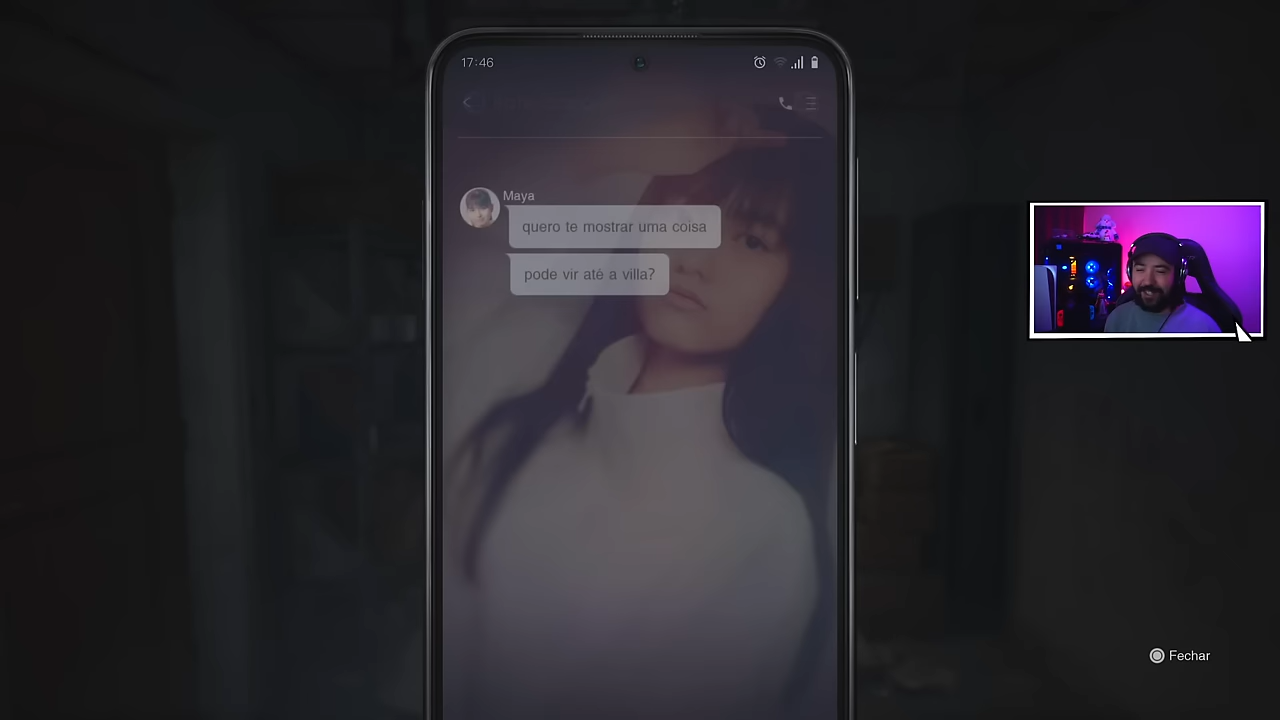 17:46
Maya
quero te mostrar uma coisa
pode vir até a villa?
Fechar